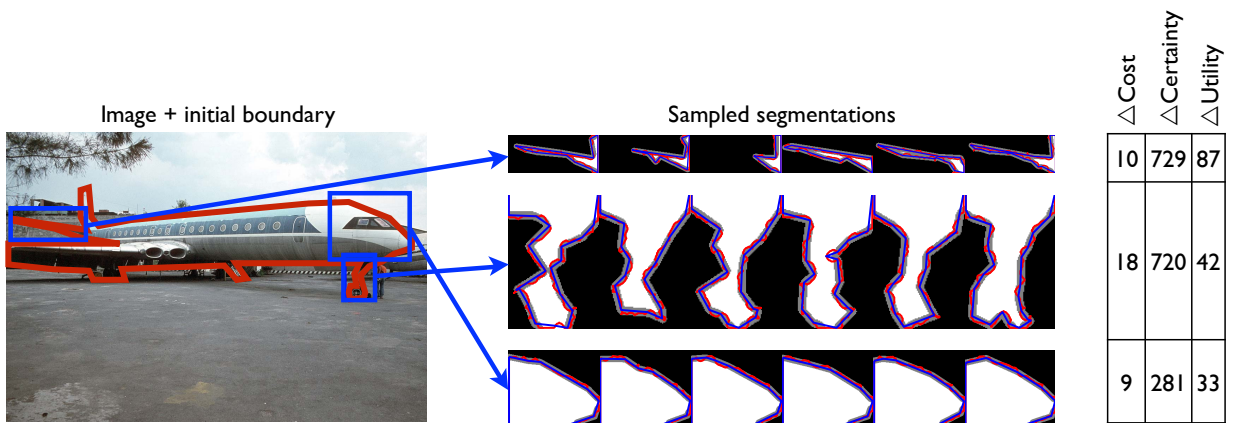 Image + initial boundary
Sampled segmentations
△Cost
△Certainty
△Utility
10 729 87
18 720 42
9 281 33